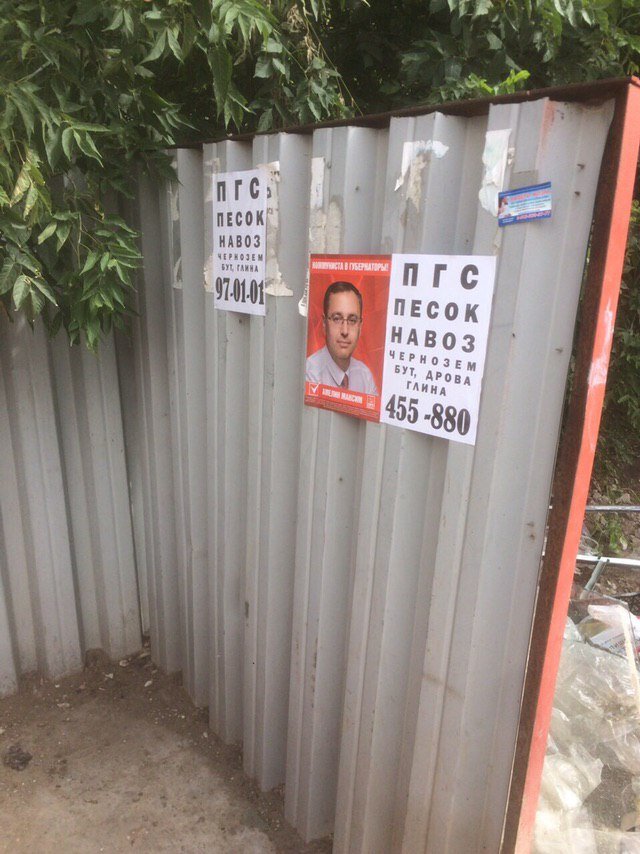 ПГС
ПЕСОК
НАВОЗ
ЧЕРНОЗЕМ
БУТ, ГЛИНА
97-01-01
КОММУНИСТА В ГУБЕРНАТОРЫ!
АМЕЛИН МАКСИМ
ПГС
ПЕСОК
НАВОЗ
ЧЕРНОЗЕМ
БУТ, ДРОВА
ГЛИНА
455-880